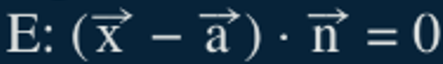 E: (x⃗ − a⃗) · n⃗ = 0